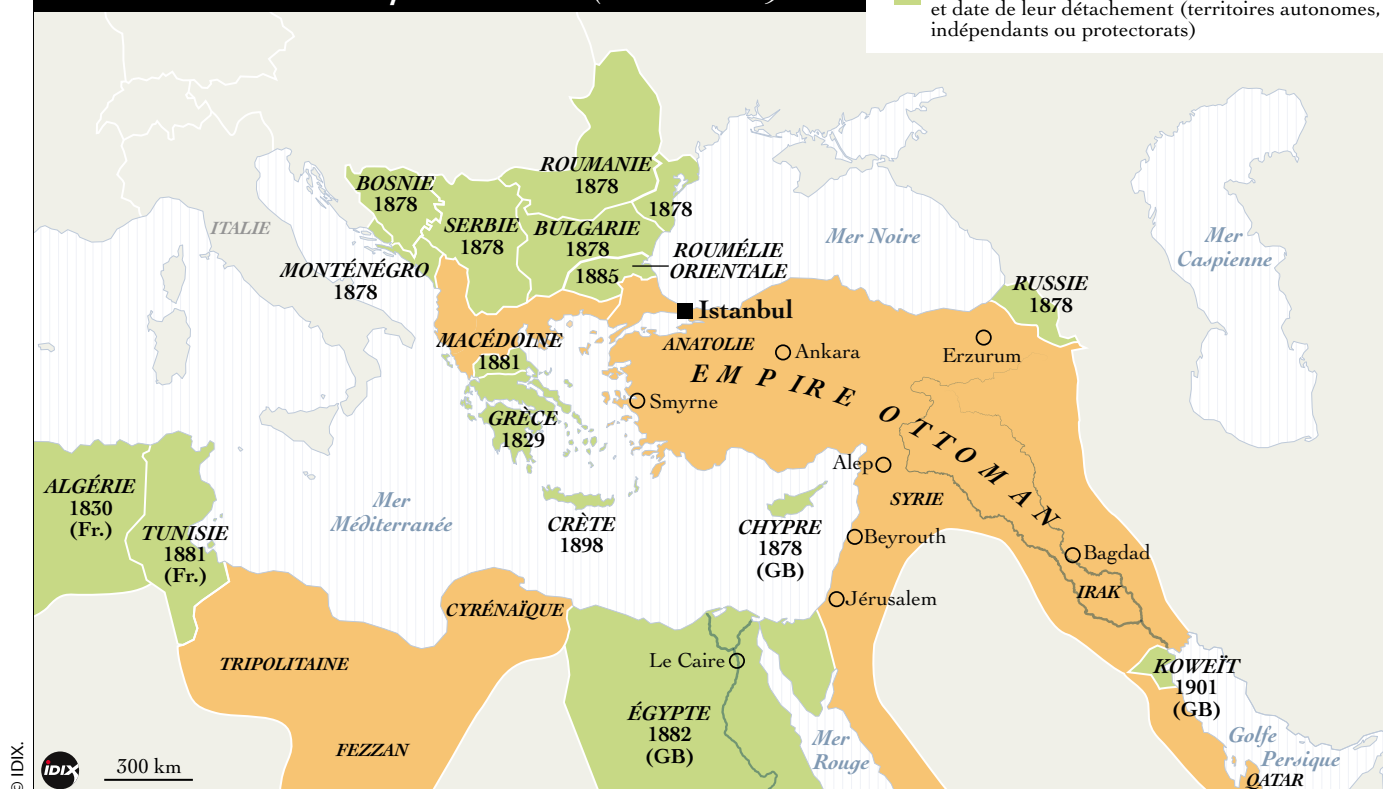 et date de leur détachement (territoires autonomes,
indépendants ou protectorats)
ROUMANIE
1878
BOSNIE
1878
1878
SERBIE
1878
BULGARIE
1878
ITALIE
Mer Noire
Mer
Caspienne
ROUMÉLIE
ORIENTALE
1885
MONTÉNÉGRO
1878
RUSSIE
1878
Istanbul
MACÉDOINE
1881
ANATOLIE
Ankara
Erzurum
EMPIRE OTTOMAN
Smyrne
GRÈCE
1829
Alep
SYRIE
ALGÉRIE
1830
(Fr.)
Mer
Méditerranée
TUNISIE
1881
(Fr.)
CRÈTE
1898
CHYPRE
1878
(GB)
Beyrouth
Bagdad
IRAK
Jérusalem
CYRÉNAÏQUE
TRIPOLITAINE
Le Caire
KOWEÏT
1901
(GB)
ÉGYPTE
1882
(GB)
FEZZAN
Mer
Rouge
Golfe
Persique
QATAR
300 km
IDIX
© IDIX.